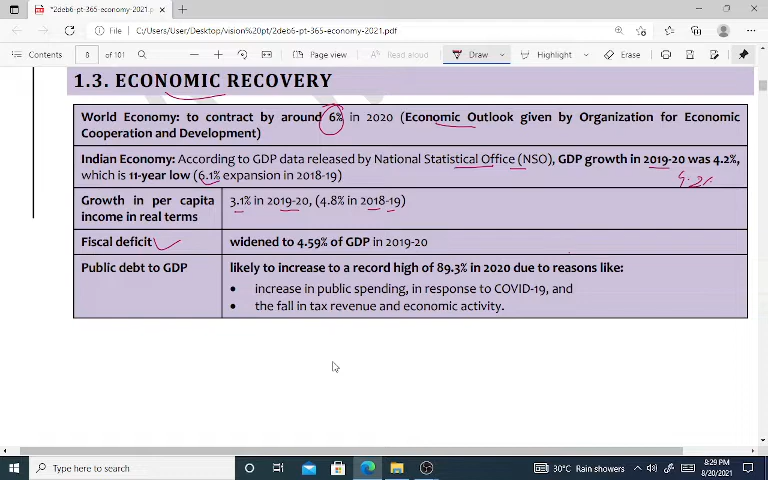 *2deb6-pt-365-economy-2021.pdf
File
C:/Users/User/Desktop/vision%20pt/2deb6-pt-365-economy-2021.pdf
Contents
8 of 101
Page view
Read aloud
Draw
Highlight
Erase
1.3. ECONOMIC RECOVERY
World Economy: to contract by around 6% in 2020 (Economic Outlook given by Organization for Economic
Cooperation and Development)
Indian Economy: According to GDP data released by National Statistical Office (NSO), GDP growth in 2019-20 was 4.2%,
which is 11-year low (6.1% expansion in 2018-19)
4.2%
Growth in per capita
income in real terms
3.1% in 2019-20, (4.8% in 2018-19)
Fiscal deficit
widened to 4.59% of GDP in 2019-20
Public debt to GDP
likely to increase to a record high of 89.3% in 2020 due to reasons like:
• increase in public spending, in response to COVID-19, and
• the fall in tax revenue and economic activity.
Type here to search
30°C Rain showers
8:29 PM
8/20/2021